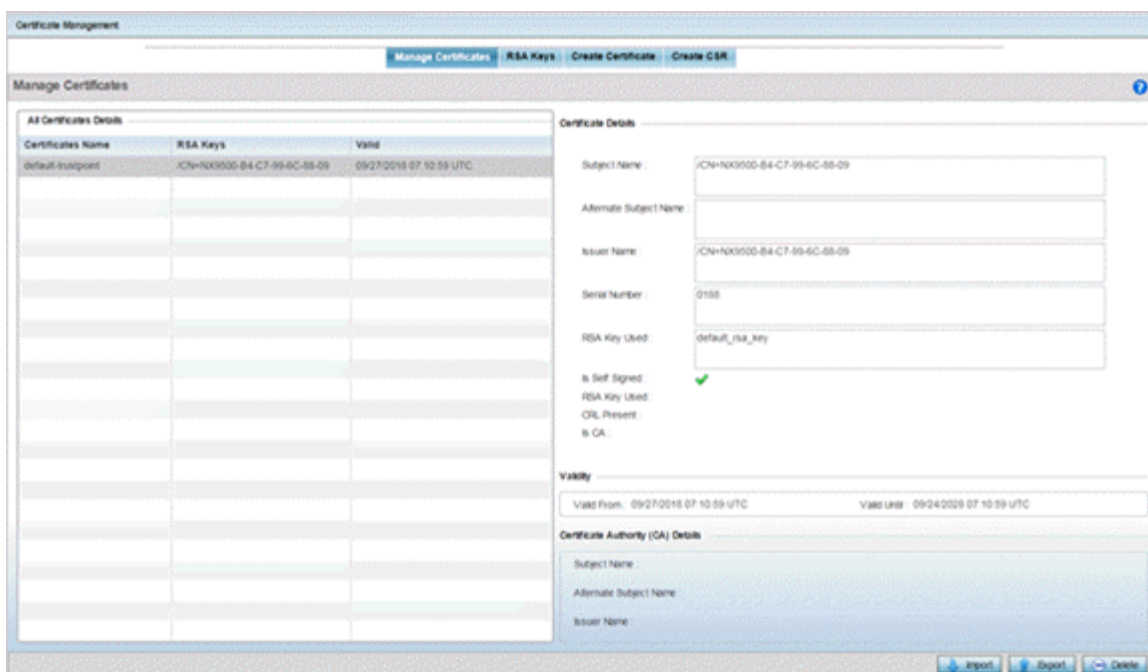 Certificate Management
Manage Certificates RSA Keys Create Certificate Create CSR
Manage Certificates
All Certificates Details
Certificates Name RSA Keys Valid
default-trustpoint /CN=NX9500-B4-C7-99-6C-88-09 09/27/2018 07:10:59 UTC
Certificate Details
Subject Name : /CN=NX9500-B4-C7-99-6C-88-09
Alternate Subject Name :
Issuer Name : /CN=NX9500-B4-C7-99-6C-88-09
Serial Number : 0188
RSA Key Used : default_rsa_key
Is Self Signed :
RSA Key Used :
CRL Present :
Is CA :
Validity
Valid From : 09/27/2018 07:10:59 UTC Valid Until : 09/24/2028 07:10:59 UTC
Certificate Authority (CA) Details
Subject Name
Alternate Subject Name
Issuer Name :
Import Export Delete